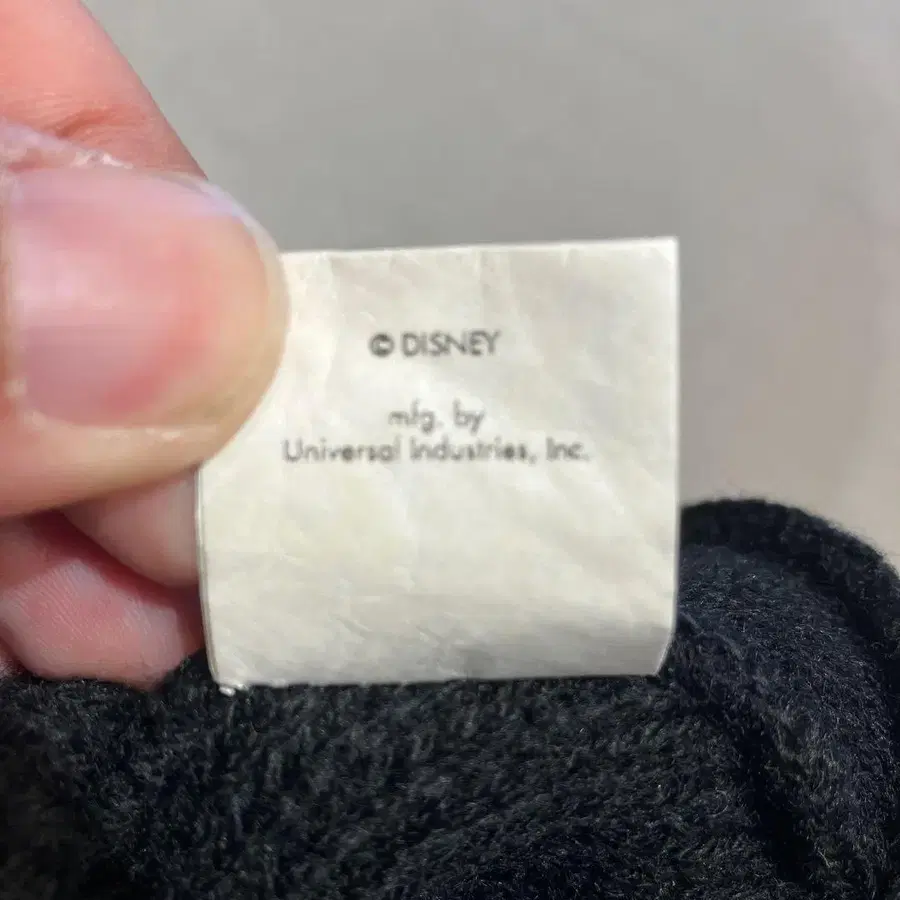 © DISNEY
mfg. by
Universal Industries, Inc.